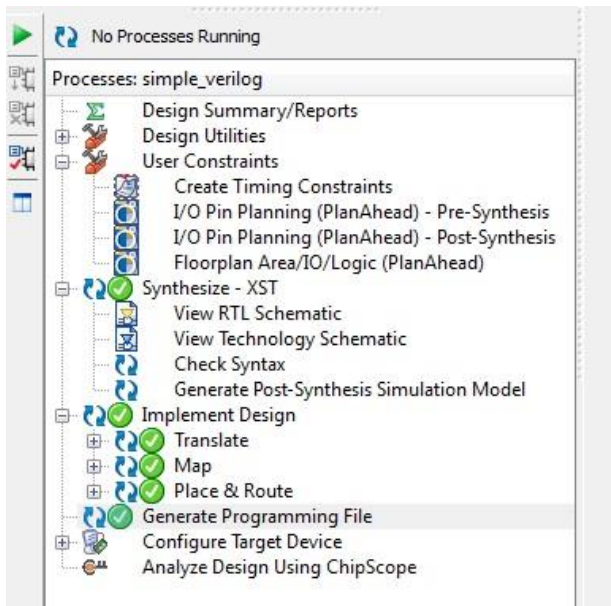 No Processes Running
Processes: simple_verilog
Design Summary/Reports
Design Utilities
User Constraints
Create Timing Constraints
I/O Pin Planning (PlanAhead) - Pre-Synthesis
I/O Pin Planning (PlanAhead) - Post-Synthesis
Floorplan Area/IO/Logic (PlanAhead)
Synthesize - XST
View RTL Schematic
View Technology Schematic
Check Syntax
Generate Post-Synthesis Simulation Model
Implement Design
Translate
Map
Place & Route
Generate Programming File
Configure Target Device
Analyze Design Using ChipScope